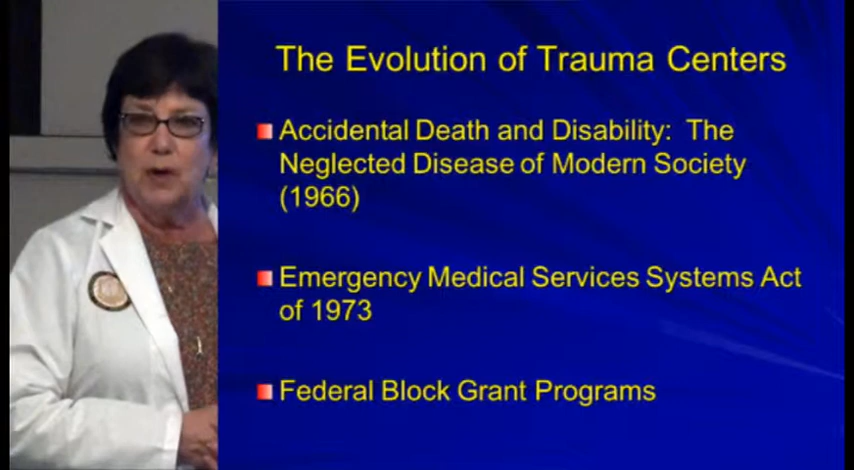 The Evolution of Trauma Centers
Accidental Death and Disability: The
Neglected Disease of Modern Society
(1966)
Emergency Medical Services Systems Act
of 1973
Federal Block Grant Programs